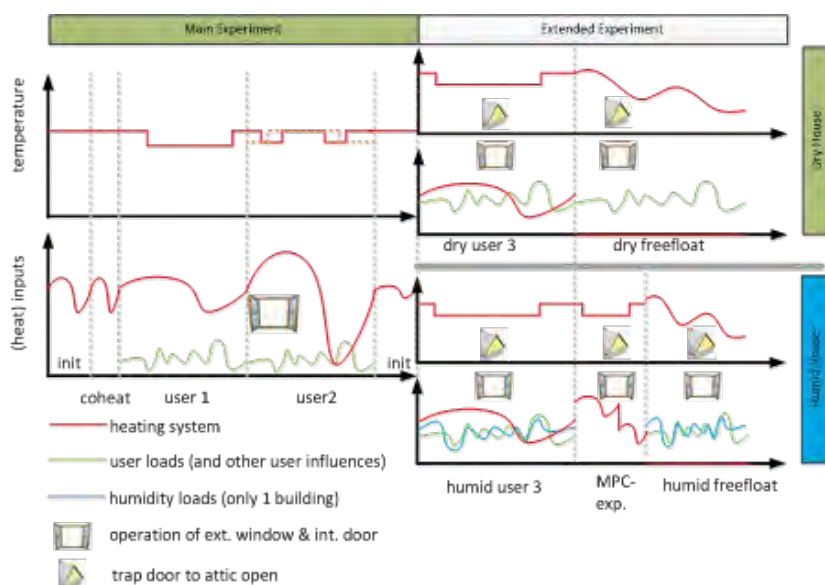 Main Experiment
Extended Experiment
temperature
Dry House
dry user 3
dry freefloat
(heat) inputs
init
init
coheat
user 1
user2
Humid House
humid user 3
MPC-
exp.
humid freefloat
heating system
user loads (and other user influences)
humidity loads (only 1 building)
operation of ext. window & int. door
trap door to attic open